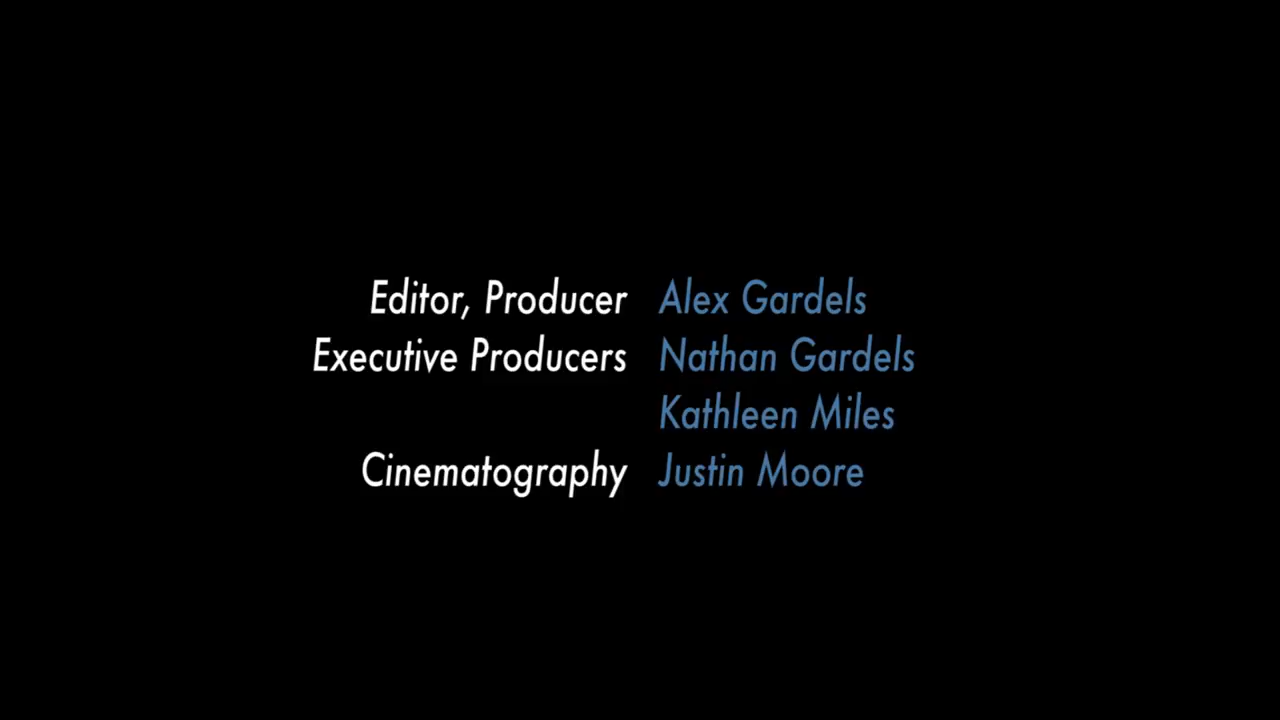 Editor, Producer Alex Gardels
Executive Producers Nathan Gardels
Kathleen Miles
Cinematography Justin Moore